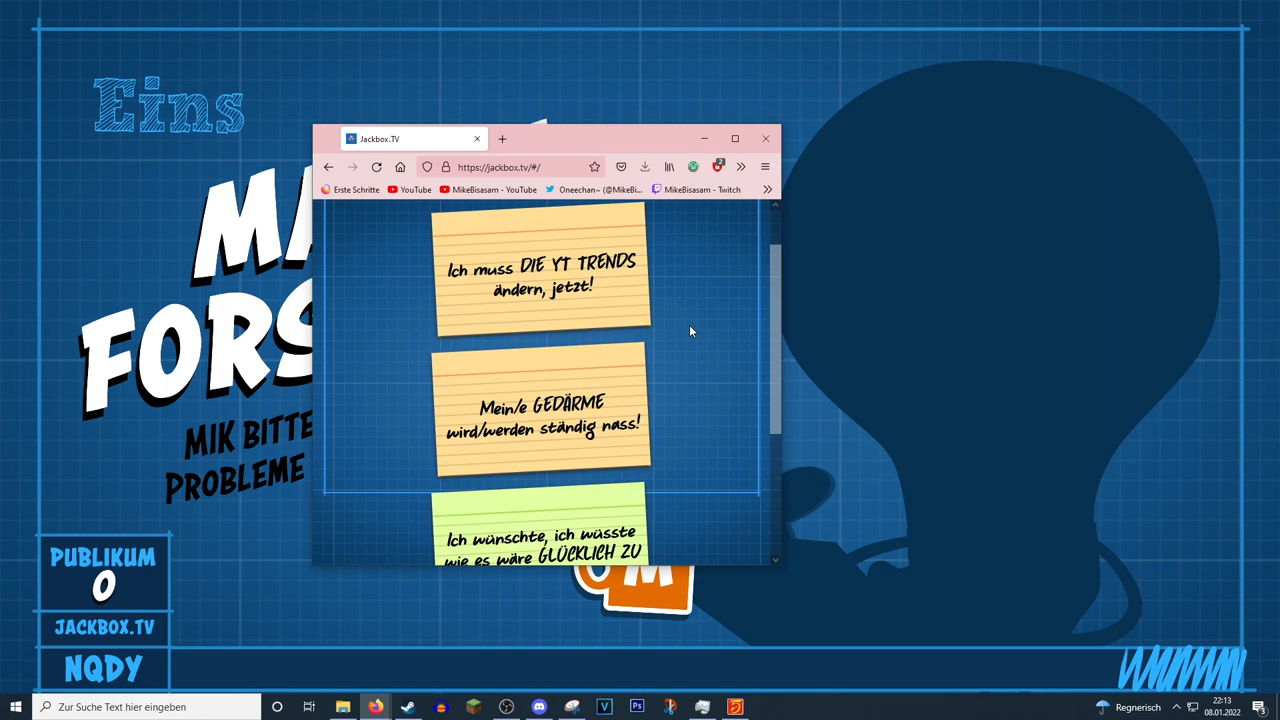 Eins
MA
FORS
MIK BITTE
PROBLEME
PUBLIKUM
0
JACKBOX.TV
NQDY
Jackbox.TV
https://jackbox.tv/#/
2
Erste Schritte
YouTube
MikeBisasam - YouTube
Oneechan~ (@MikeBi...
MikeBisasam - Twitch
Ich muss DIE YT TRENDS
ändern, jetzt!
Mein/e GEDÄRME
wird/werden ständig nass!
Ich wünschte, ich wüsste
wie es wäre GLÜCKLICH ZU
M
Zur Suche Text hier eingeben
Regnerisch
22:13
08.01.2022
3